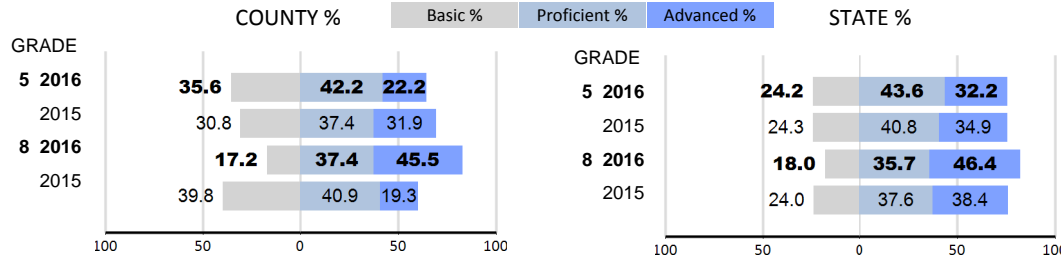 COUNTY % Basic % Proficient % Advanced % STATE %
GRADE
5 2016 35.6 42.2 22.2
2015 30.8 37.4 31.9
8 2016 17.2 37.4 45.5
2015 39.8 40.9 19.3
100 50 0 50 100
GRADE
5 2016 24.2 43.6 32.2
2015 24.3 40.8 34.9
8 2016 18.0 35.7 46.4
2015 24.0 37.6 38.4
100 50 0 50 100